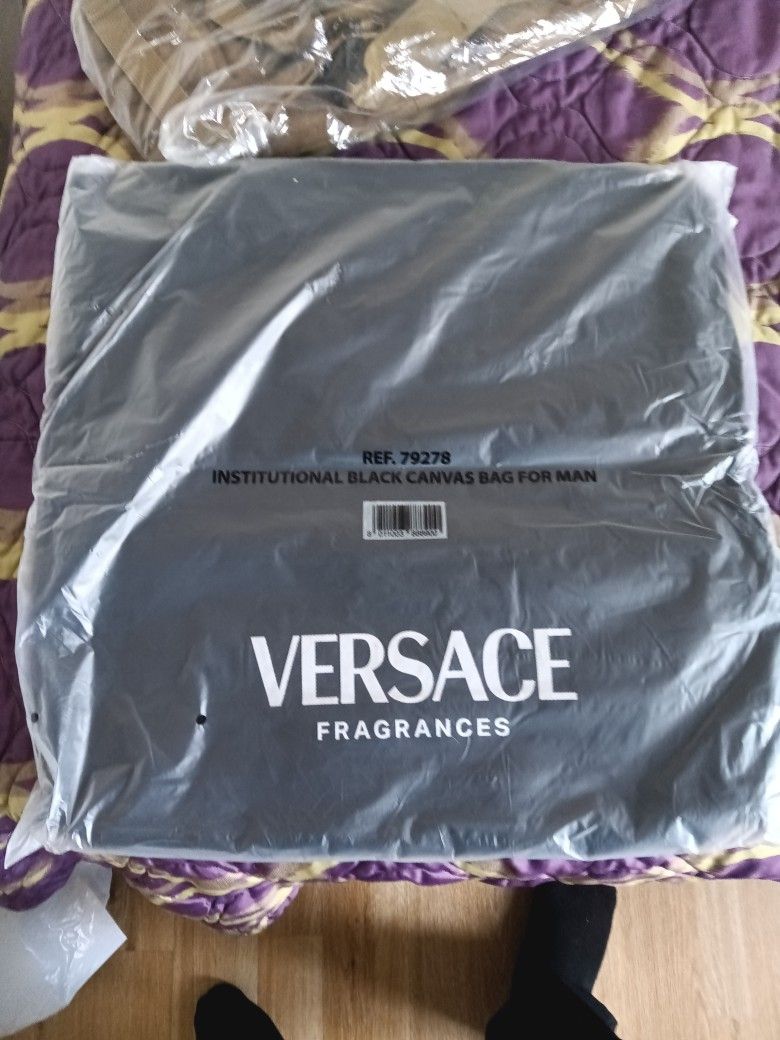 REF. 79278
INSTITUTIONAL BLACK CANVAS BAG FOR MAN
VERSACE
FRAGRANCES